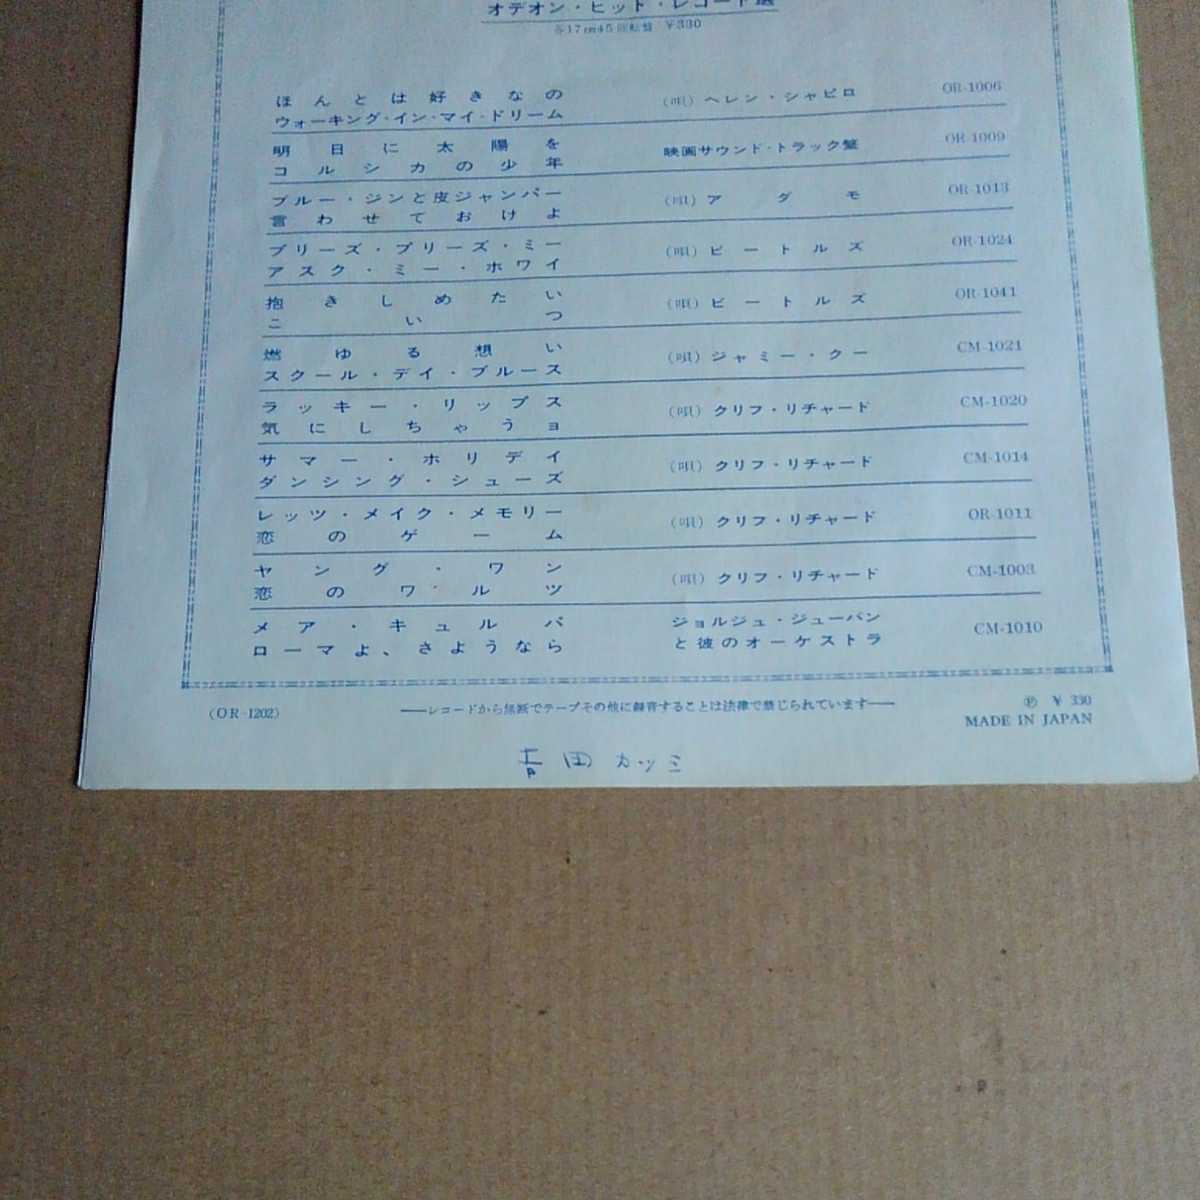 オデオン・ヒット・レコード選
各17cm45回転盤 ¥330
ほんとは好きなの
ウォーキング・イン・マイ・ドリーム
(唄) ヘレン・シャピロ
OR-1006
明日に太陽を
コルシカの少年
映画サウンド・トラック盤
OR-1009
ブルー・ジンと皮ジャンパー
言わせておけよ
(唄) アダモ
OR-1013
プリーズ・プリーズ・ミー
アスク・ミー・ホワイ
(唄) ビートルズ
OR-1024
抱きしめたい
こいつ
(唄) ビートルズ
OR-1041
燃ゆる想い
スクール・デイ・ブルース
(唄) ジャミー・クー
CM-1021
ラッキー・リップス
気にしちゃうョ
(唄) クリフ・リチャード
CM-1020
サマー・ホリデイ
ダンシング・シューズ
(唄) クリフ・リチャード
CM-1014
レッツ・メイク・メモリー
恋のゲーム
(唄) クリフ・リチャード
OR-1011
ヤング・ワン
恋のワルツ
(唄) クリフ・リチャード
CM-1003
メア・キュルパ
ローマよ、さようなら
ジョルジュ・ジューバン
と彼のオーケストラ
CM-1010
(OR-1202)
——レコードから無断でテープその他に録音することは法律で禁じられています——
Ⓟ ¥ 330
MADE IN JAPAN
田 カツミ